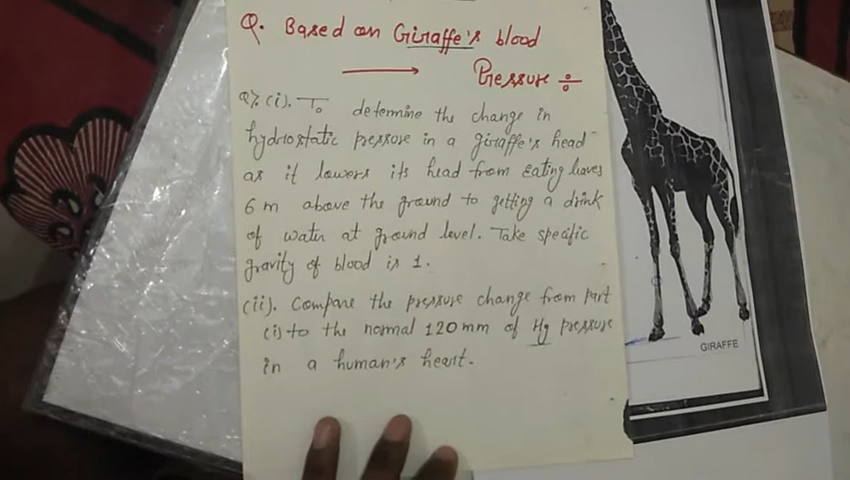 Q. Based on Giraffe's blood
Pressure ÷
Q1/(i). To determine the change in
hydrostatic pressure in a giraffe's head
as it lowers its head from eating leaves
6 m above the ground to getting a drink
of water at ground level. Take specific
gravity of blood is 1.
(ii). Compare the pressure change from part
(i) to the normal 120 mm of Hg pressure
in a human's heart.
GIRAFFE